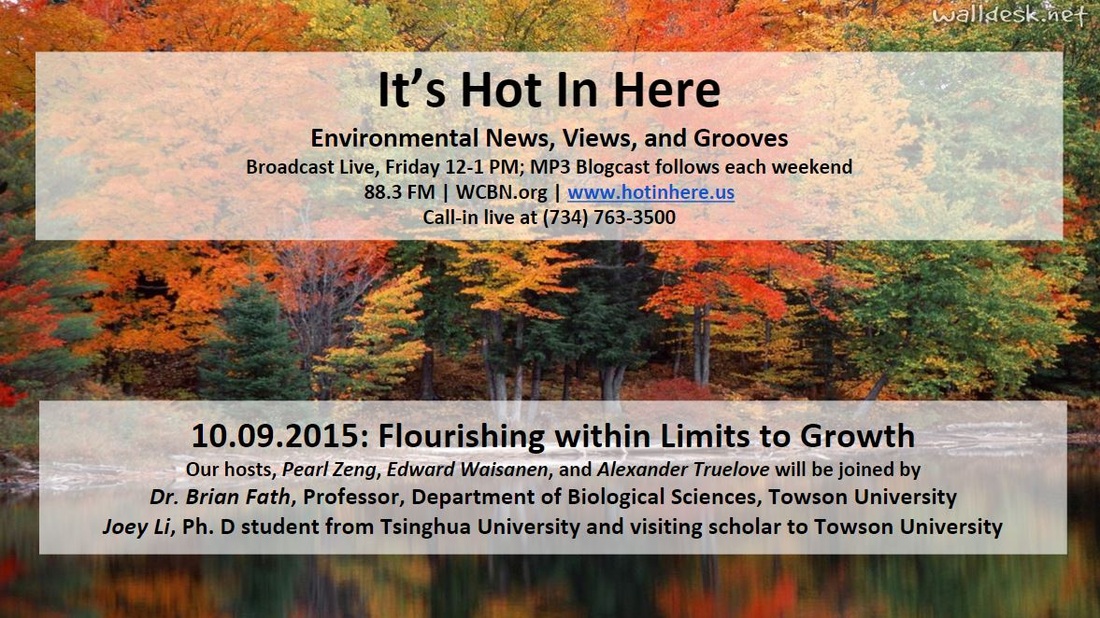 walldesk.net
It’s Hot In Here
Environmental News, Views, and Grooves
Broadcast Live, Friday 12-1 PM; MP3 Blogcast follows each weekend
88.3 FM | WCBN.org | www.hotinhere.us
Call-in live at (734) 763-3500
10.09.2015: Flourishing within Limits to Growth
Our hosts, Pearl Zeng, Edward Waisanen, and Alexander Truelove will be joined by
Dr. Brian Fath, Professor, Department of Biological Sciences, Towson University
Joey Li, Ph. D student from Tsinghua University and visiting scholar to Towson University